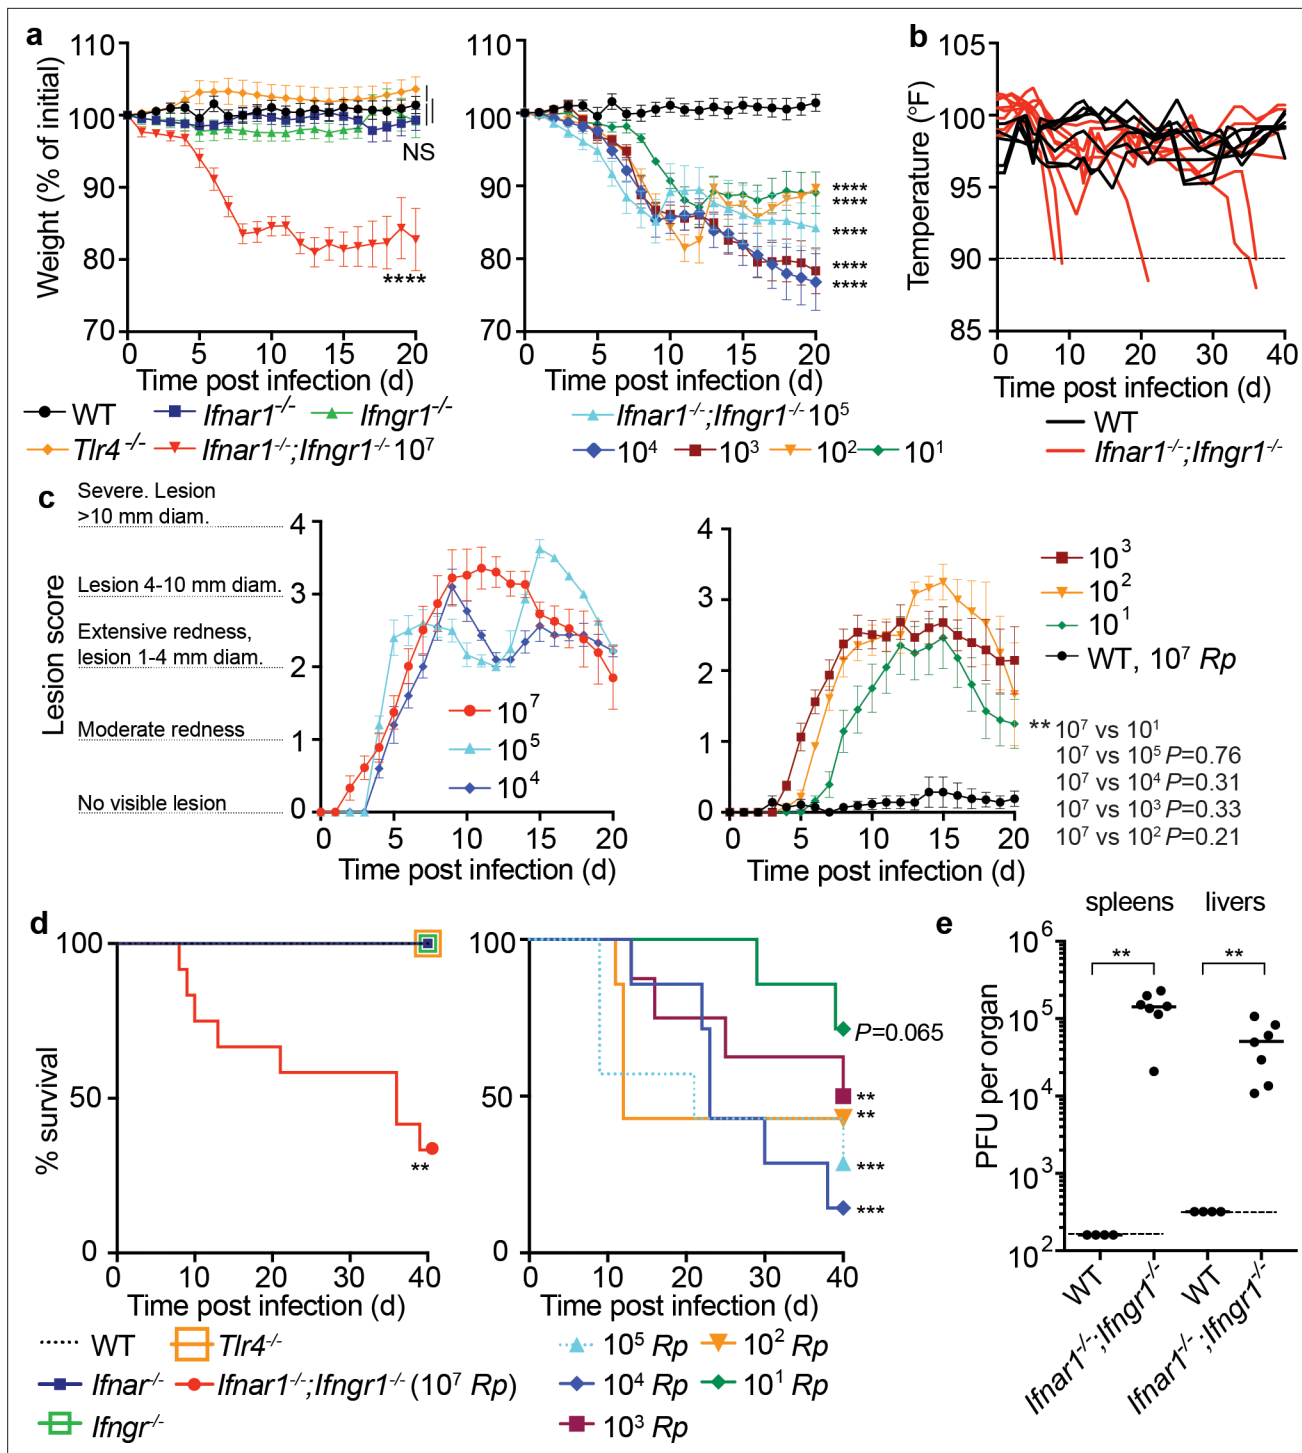 a
110
100
90
80
70
Weight (% of initial)
0 5 10 15 20
Time post infection (d)
NS
****
WT Ifnar1-/- Ifngr1-/-
Tlr4-/- Ifnar1-/-;Ifngr1-/- 10⁷
110
100
90
80
70
0 5 10 15 20
Time post infection (d)
****
****
****
****
****
Ifnar1-/-;Ifngr1-/- 10⁵
10⁴ 10³ 10² 10¹
b
105
100
95
90
85
Temperature (°F)
0 10 20 30 40
Time post infection (d)
WT
Ifnar1-/-;Ifngr1-/-
c
Lesion score
Severe. Lesion
>10 mm diam.
Lesion 4-10 mm diam.
Extensive redness,
lesion 1-4 mm diam.
Moderate redness
No visible lesion
4
3
2
1
0
10⁷
10⁵
10⁴
0 5 10 15 20
Time post infection (d)
4
3
2
1
0
0 5 10 15 20
Time post infection (d)
10³
10²
10¹
WT, 10⁷ Rp
** 10⁷ vs 10¹
10⁷ vs 10⁵ P=0.76
10⁷ vs 10⁴ P=0.31
10⁷ vs 10³ P=0.33
10⁷ vs 10² P=0.21
d
100
50
0
% survival
**
0 10 20 30 40
Time post infection (d)
WT Tlr4-/-
Ifnar-/- Ifnar1-/-;Ifngr1-/- (10⁷ Rp)
Ifngr-/-
100
50
0
P=0.065
**
**
***
***
0 10 20 30 40
Time post infection (d)
10⁵ Rp 10² Rp
10⁴ Rp 10¹ Rp
10³ Rp
e
spleens livers
** **
10⁶
10⁵
10⁴
10³
10²
PFU per organ
WT
Ifnar1-/-;Ifngr1-/-
WT
Ifnar1-/-;Ifngr1-/-